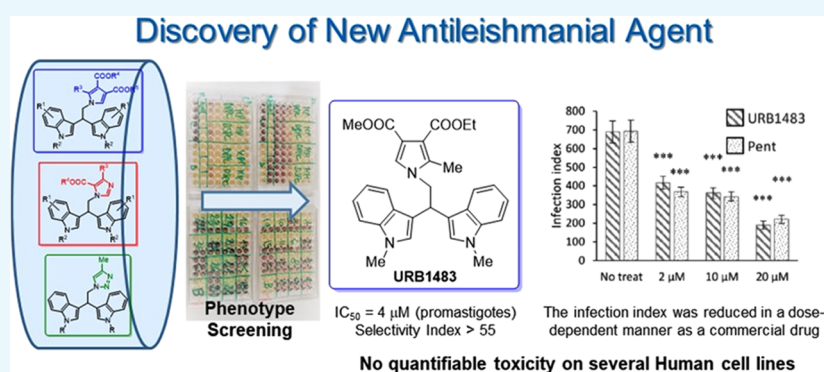 Discovery of New Antileishmanial Agent
COOR⁴
R³
COOR⁵
R¹
R¹
N
N
N
R²
R²
R³
R⁴OOC
N
N
R¹
R¹
N
N
R²
R²
Me
N
N
N
N
N
R
R
Phenotype
Screening
MeOOC
COOEt
Me
N
N
N
Me
Me
URB1483
IC₅₀ = 4 μM (promastigotes)
Selectivity Index > 55
Infection index
800
700
600
500
400
300
200
100
0
URB1483
Pent
***
***
***
***
***
***
No treat
2 μM
10 μM
20 μM
The infection index was reduced in a dose-
dependent manner as a commercial drug
No quantifiable toxicity on several Human cell lines